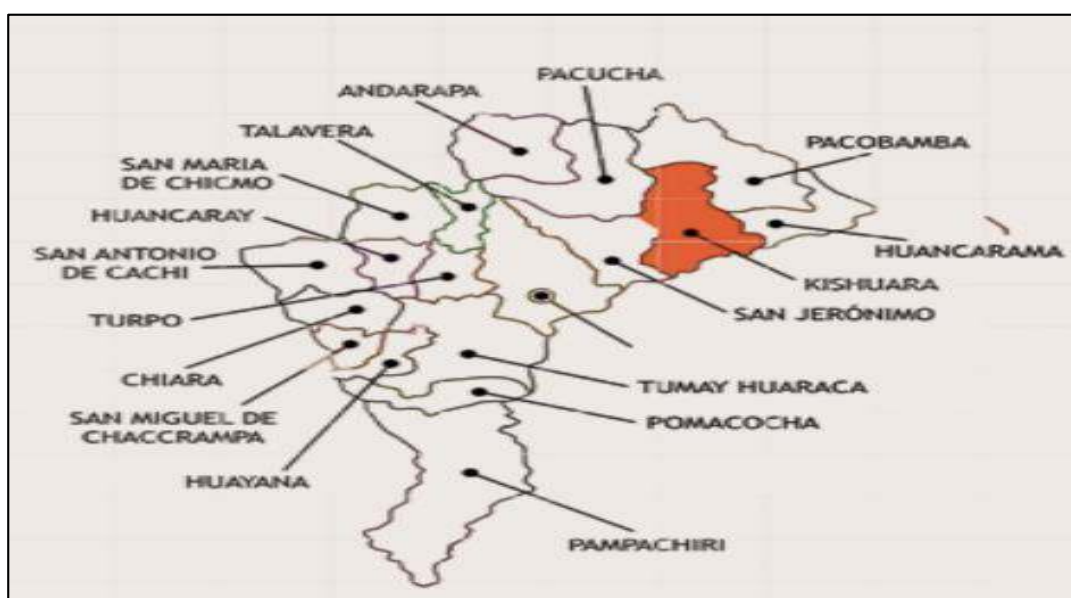 PACUCHA
ANDARAPA
TALAVERA
PACOBAMBA
SAN MARIA
DE CHICMO
HUANCARAY
HUANCARAMA
SAN ANTONIO
DE CACHI
KISHUARA
TURPO
SAN JERÓNIMO
CHIARA
TUMAY HUARACA
SAN MIGUEL DE
CHACCRAMPA
POMACOCHA
HUAYANA
PAMPACHIRI